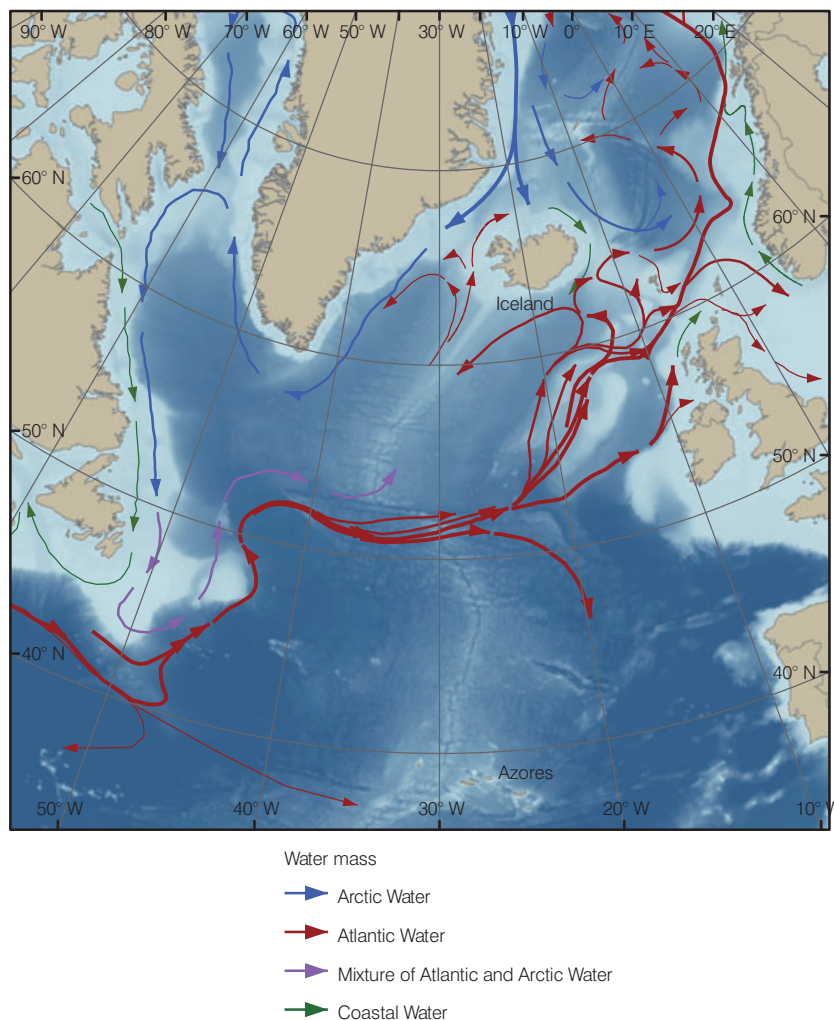 90° W 80° W 70° W 60° W 50° W 40° W 30° W 10° W 0° 10° E 20° E
60° N
60° N
Iceland
50° N
50° N
40° N
40° N
Azores
50° W 40° W 30° W 20° W 10° W
Water mass
Arctic Water
Atlantic Water
Mixture of Atlantic and Arctic Water
Coastal Water